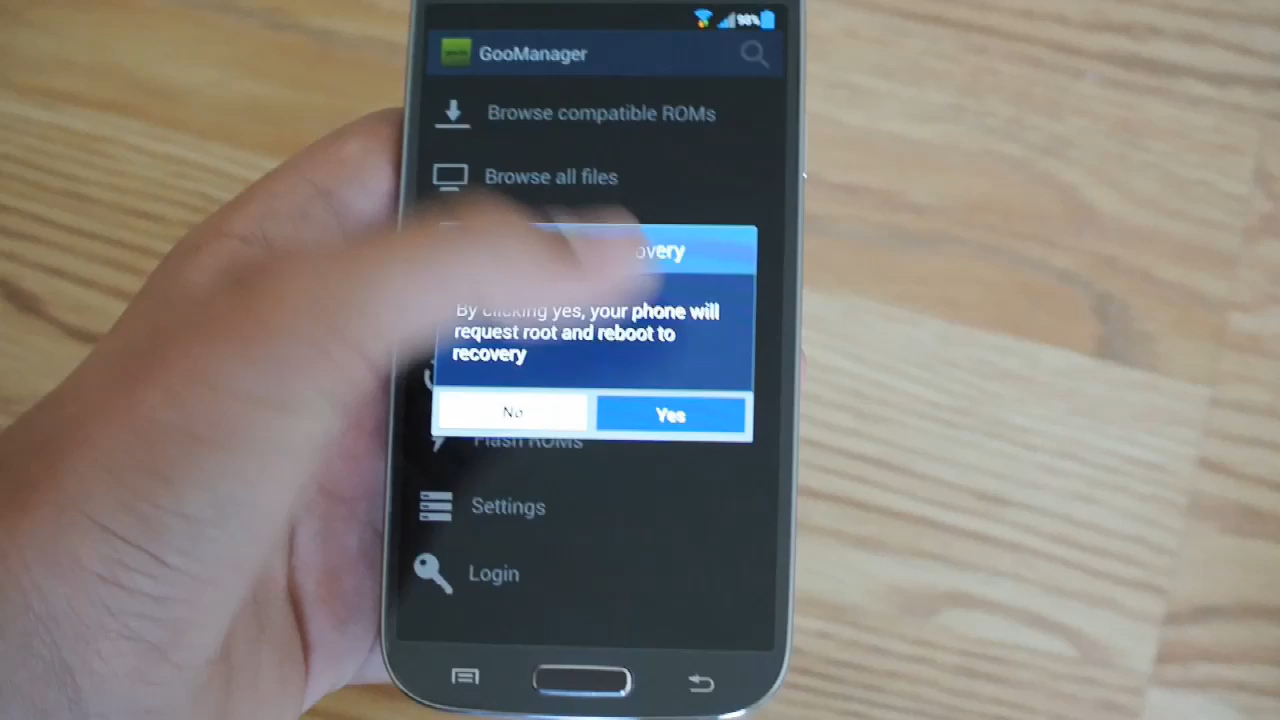 98%
GooManager
Browse compatible ROMs
Browse all files
overy
By clicking yes, your phone will
request root and reboot to
recovery
No
Yes
Flash ROMs
Settings
Login